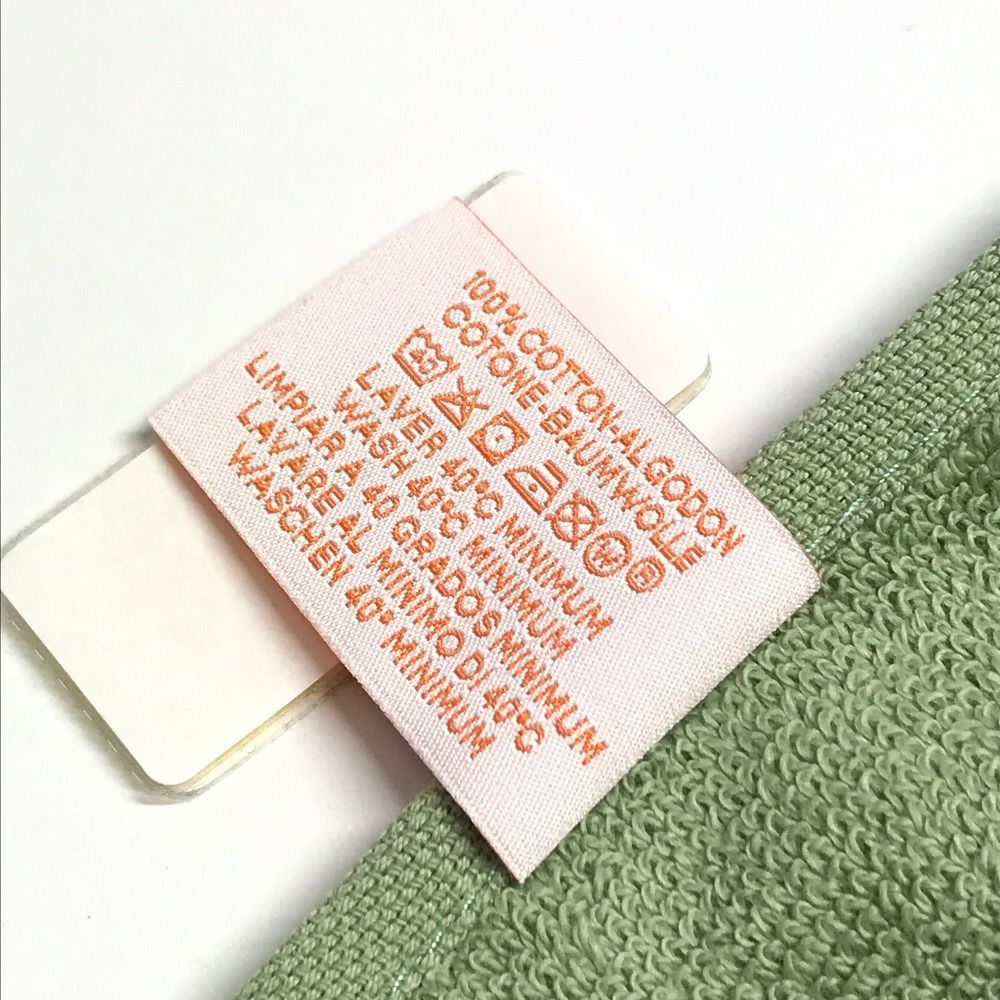 100% COTTON-ALGODON
COTONE-BAUMWOLLE
LAVER 40°C MINIMUM
WASH 40°C MINIMUM
LIMPIAR A 40 GRADOS MINIMUM
LAVARE AL MINIMO DI 40°C
WASCHEN 40° MINIMUM